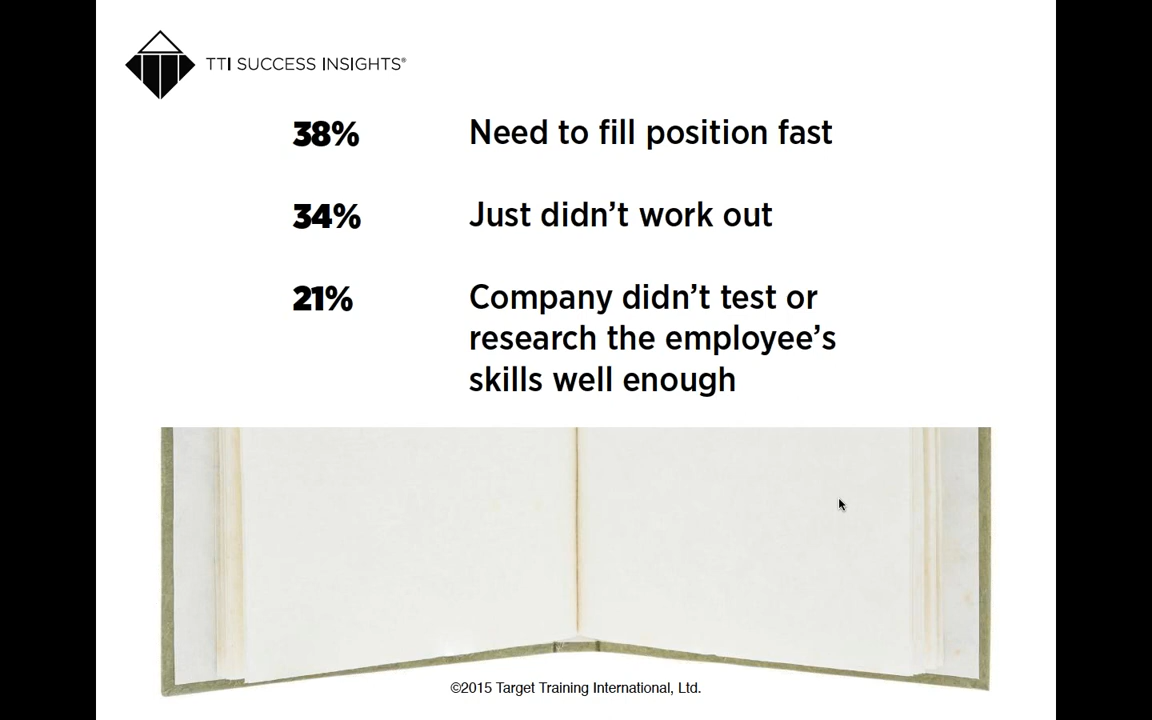 TTI SUCCESS INSIGHTS®
38% Need to fill position fast
34% Just didn’t work out
21% Company didn’t test or
research the employee’s
skills well enough
©2015 Target Training International, Ltd.